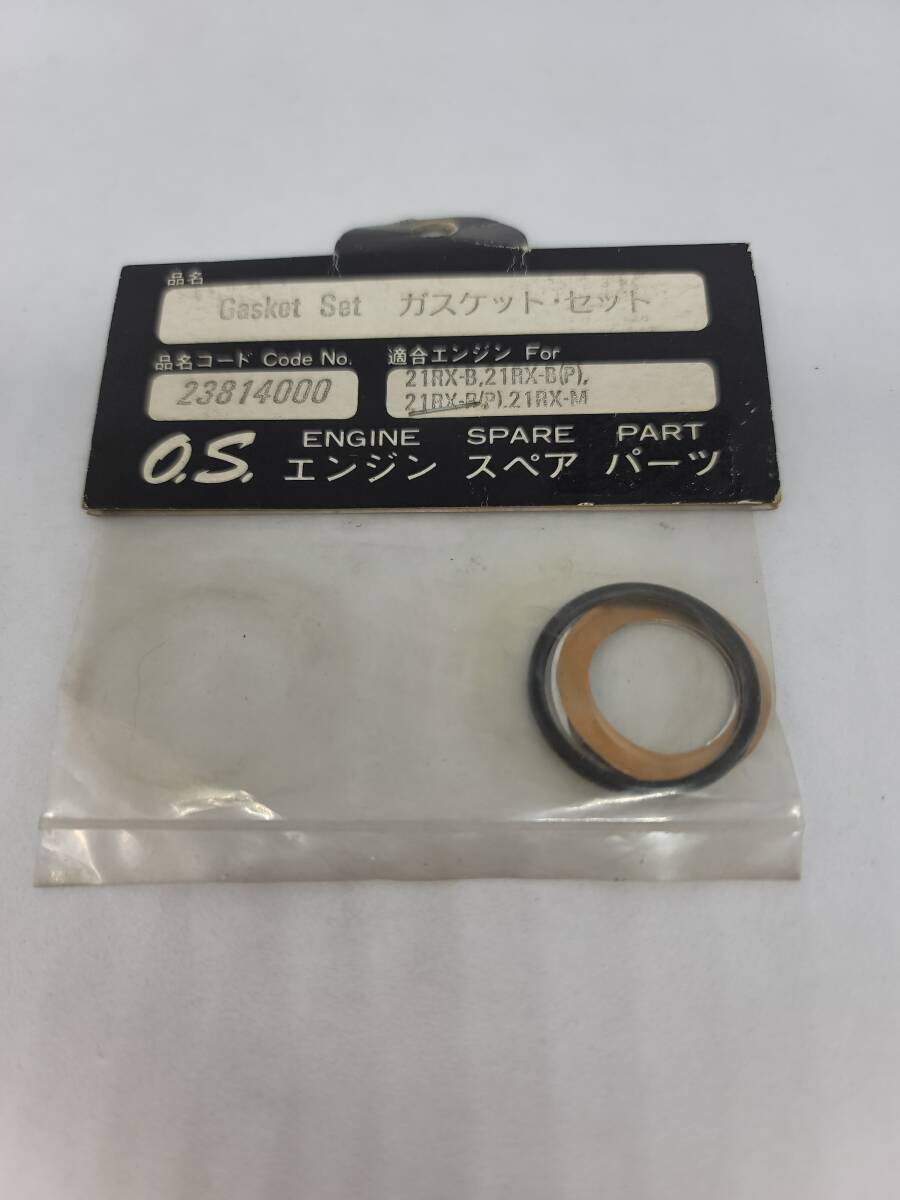 品名
Gasket Set ガスケット・セット
品名コード Code No.
23814000
適合エンジン For
21RX-B,21RX-B(P),
21RX-R(P).21RX-M
O.S. ENGINE SPARE PART
エンジン スペア パーツ